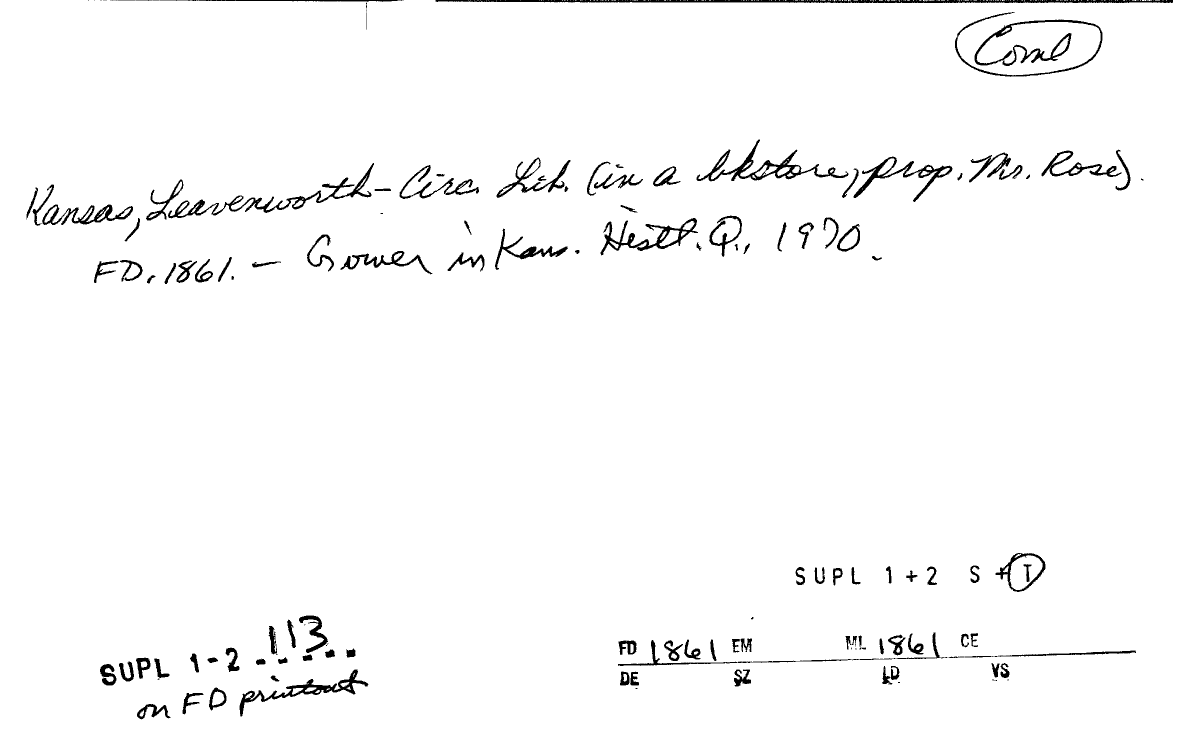 Coml
Kansas, Leavenworth – Circ. Lib. (in a bkstore, prop. Mr. Rose).
FD. 1861. – Gower in Kans. Histl. Q., 1970.
SUPL 1+2 S+T
SUPL 1-2 .113..
on FD printout
FD 1861 EM ML 1861 CE
DE SZ LD VS